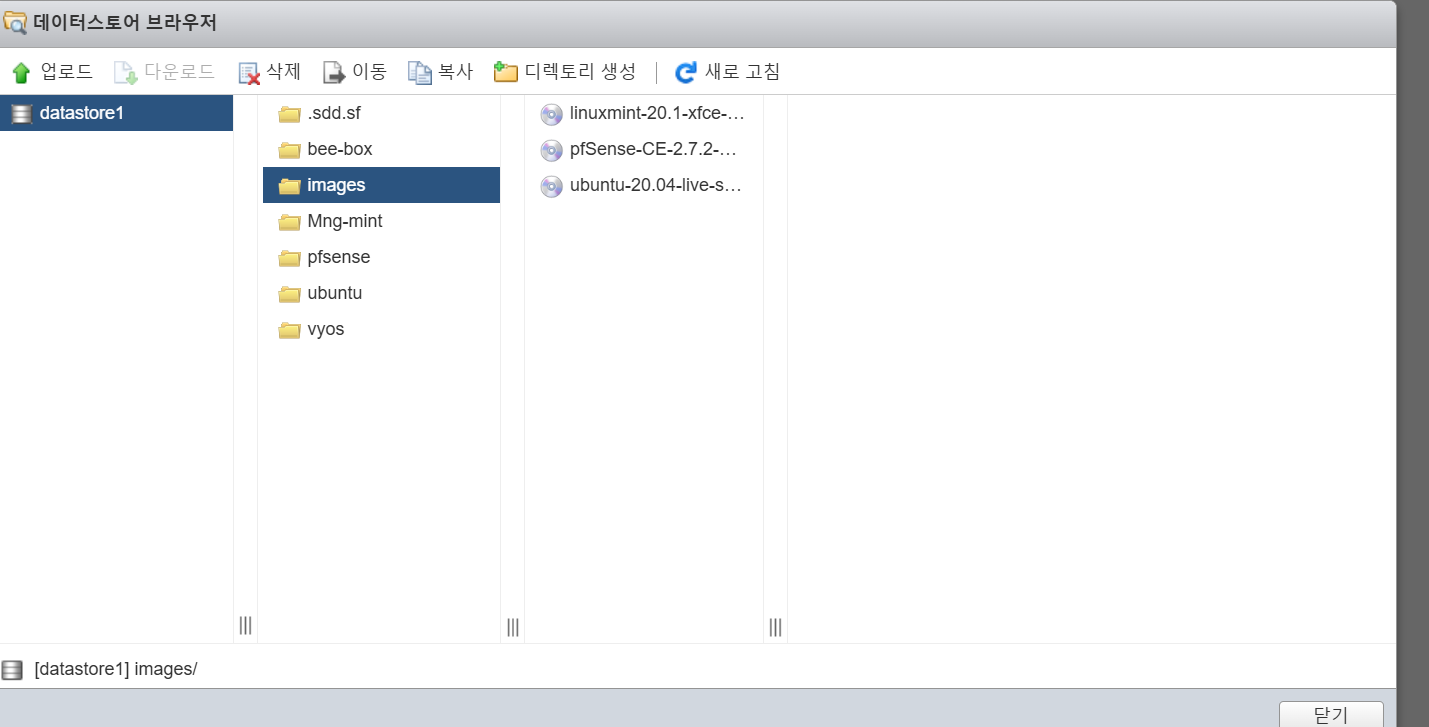 데이터스토어 브라우저
업로드 다운로드 삭제 이동 복사 디렉토리 생성 새로 고침
datastore1
.sdd.sf
bee-box
images
Mng-mint
pfsense
ubuntu
vyos
linuxmint-20.1-xfce-...
pfSense-CE-2.7.2-...
ubuntu-20.04-live-s...
[datastore1] images/
닫기